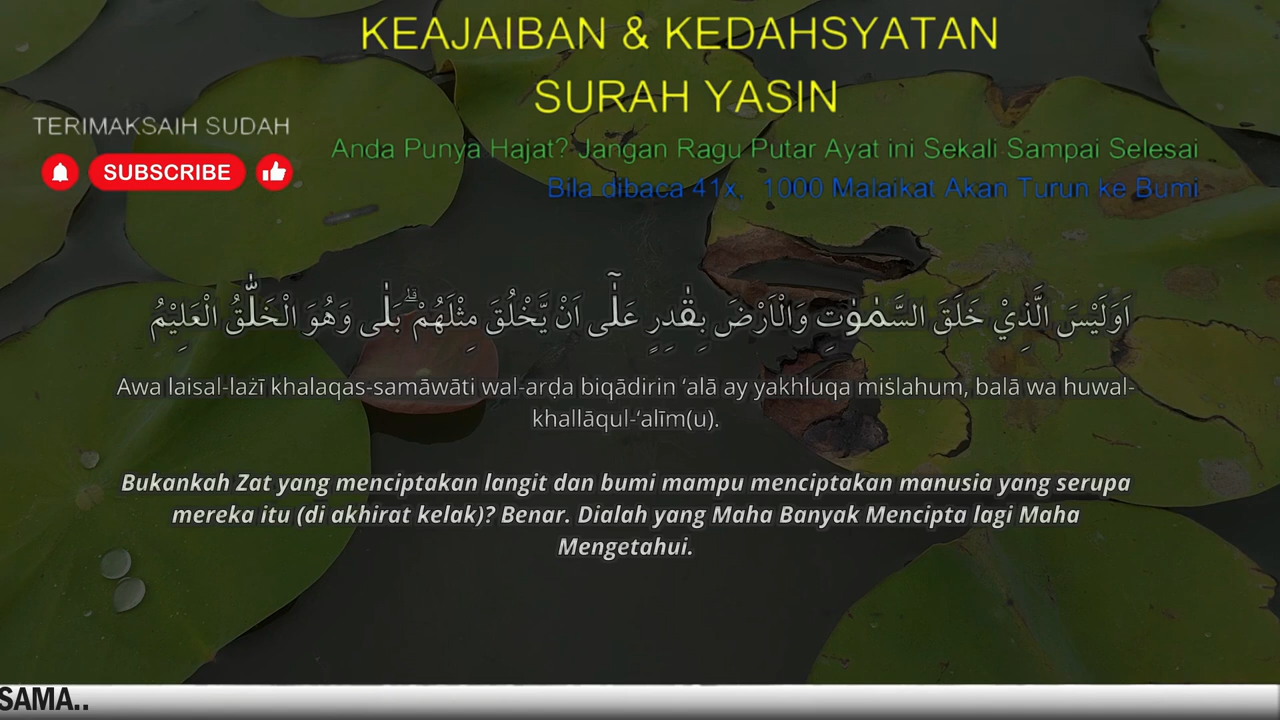 KEAJAIBAN & KEDAHSYATAN
SURAH YASIN
TERIMAKSAIH SUDAH
SUBSCRIBE
Anda Punya Hajat? Jangan Ragu Putar Ayat ini Sekali Sampai Selesai
Bila dibaca 41x, 1000 Malaikat Akan Turun ke Bumi
اَوَلَيْسَ الَّذِيْ خَلَقَ السَّمٰوٰتِ وَالْاَرْضَ بِقٰدِرٍ عَلٰٓى اَنْ يَّخْلُقَ مِثْلَهُمْ ۗبَلٰى وَهُوَ الْخَلّٰقُ الْعَلِيْمُ
Awa laisal-lażī khalaqas-samāwāti wal-arḍa biqādirin ‘alā ay yakhluqa miṡlahum, balā wa huwal-
khallāqul-‘alīm(u).
Bukankah Zat yang menciptakan langit dan bumi mampu menciptakan manusia yang serupa
mereka itu (di akhirat kelak)? Benar. Dialah yang Maha Banyak Mencipta lagi Maha
Mengetahui.
SAMA..